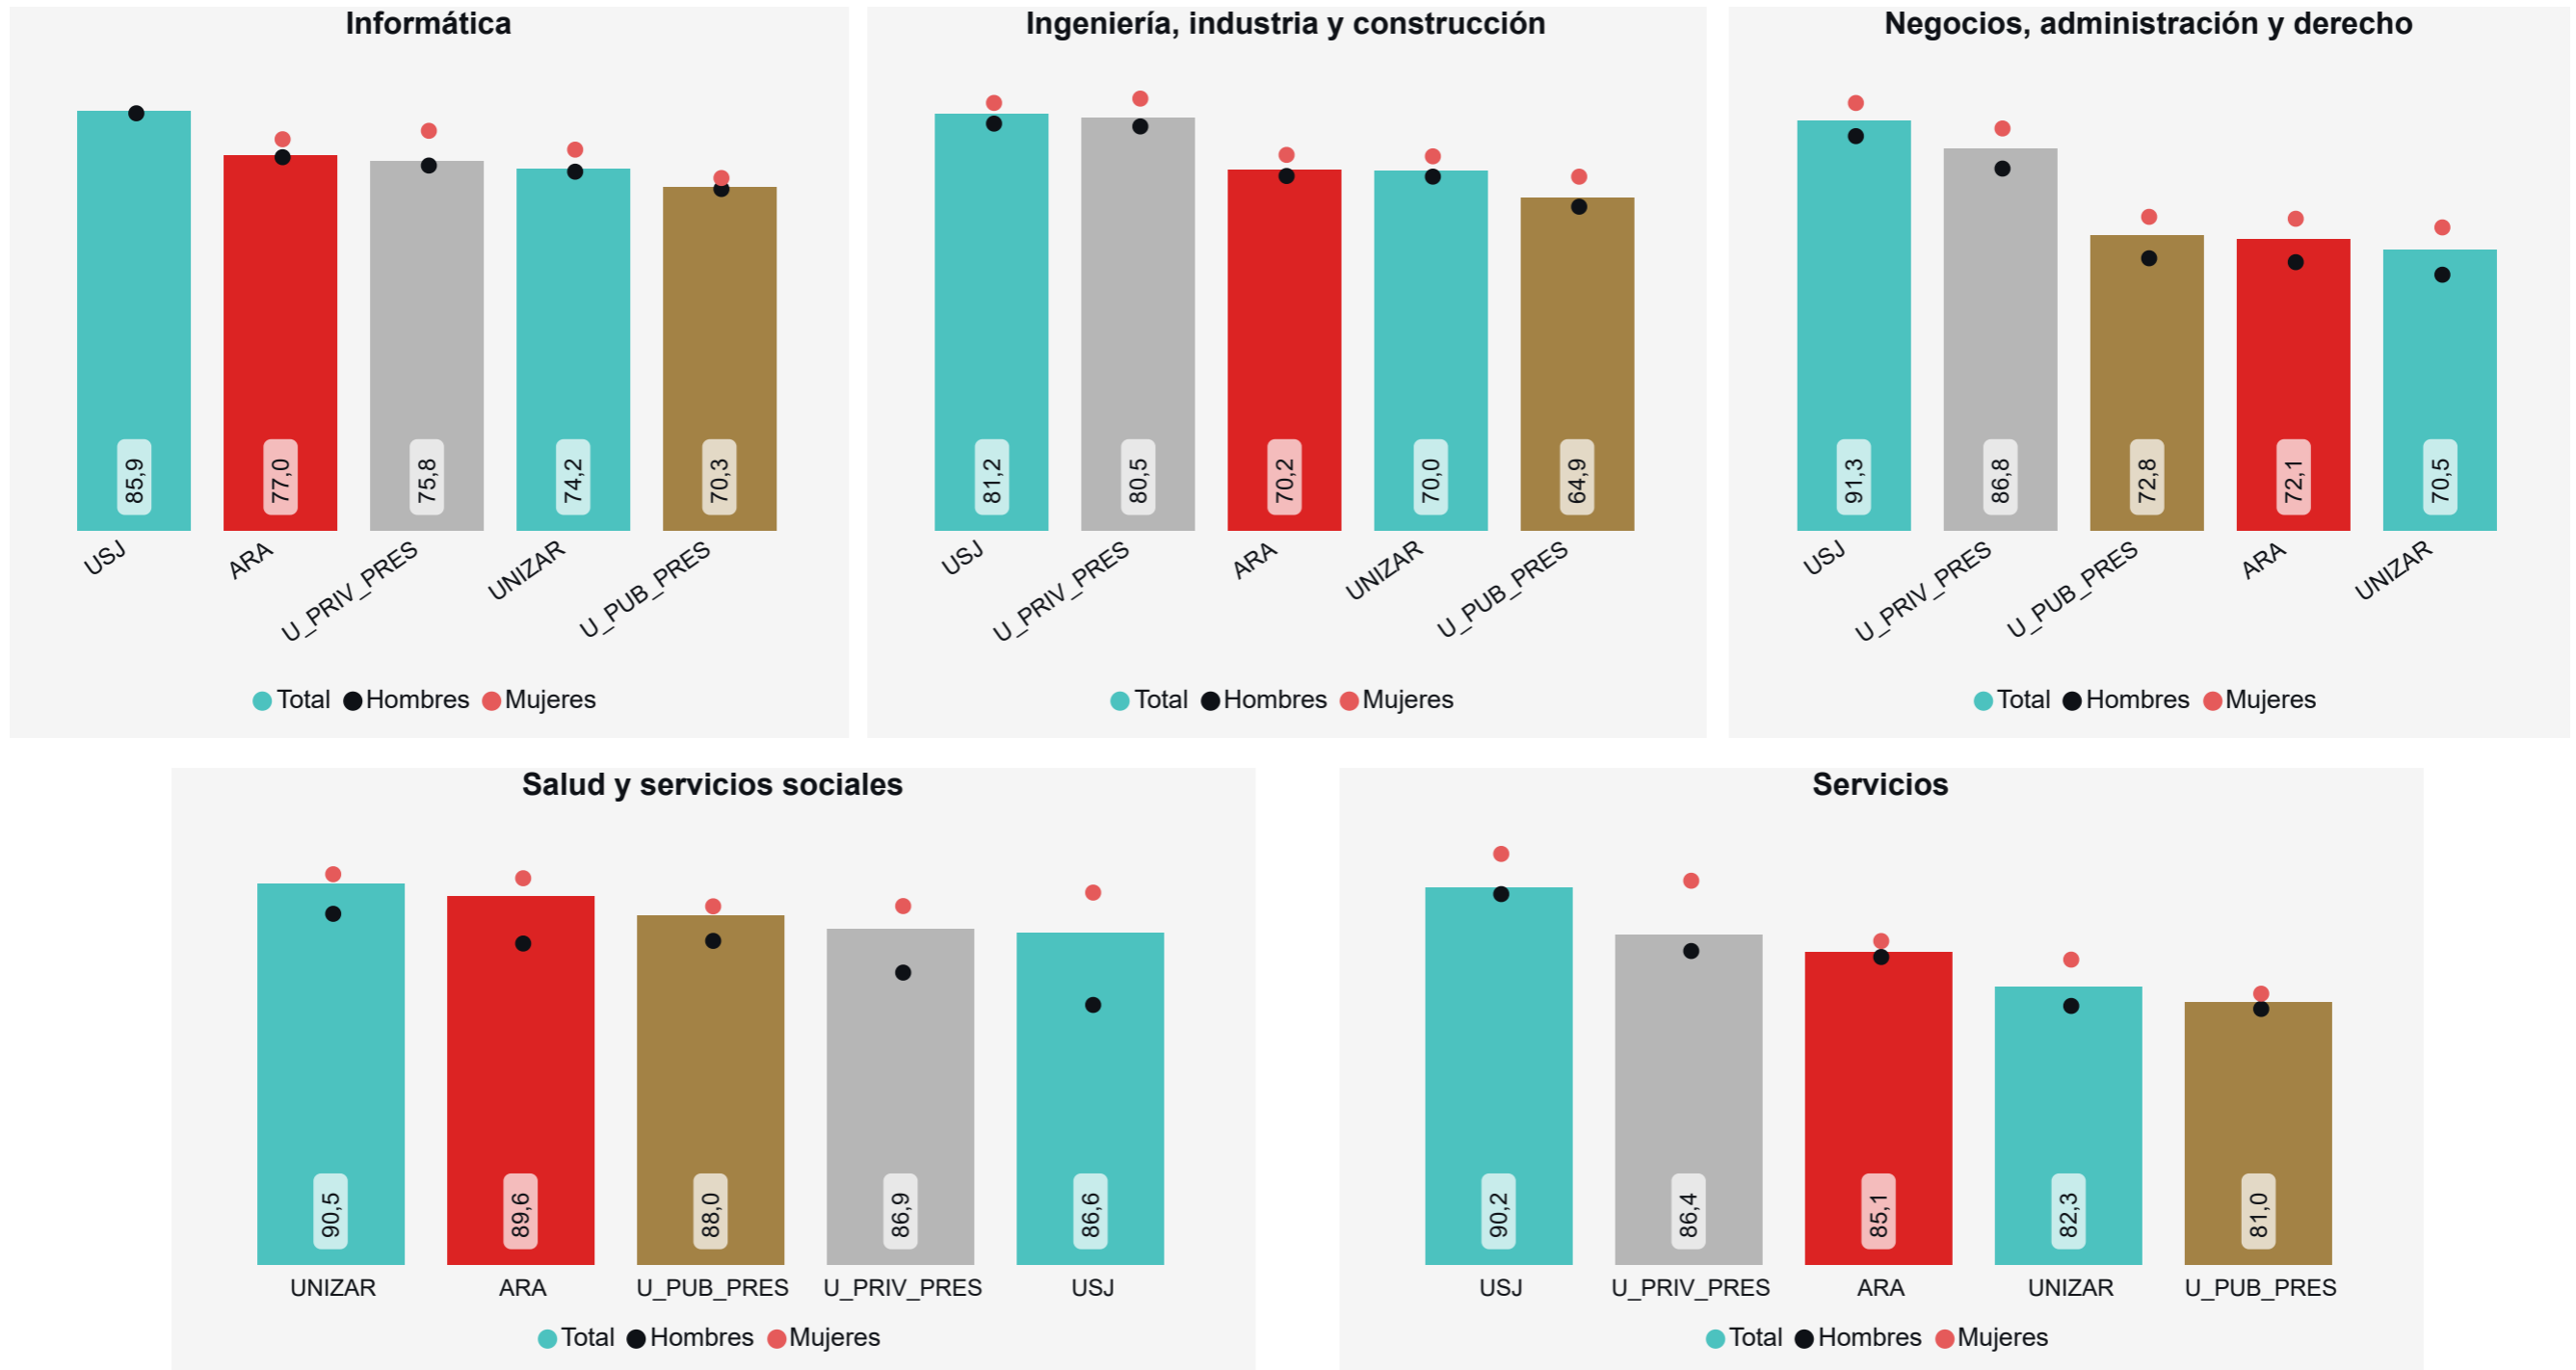 Informática
85,9
77,0
75,8
74,2
70,3
USJ
ARA
U_PRIV_PRES
UNIZAR
U_PUB_PRES
Total Hombres Mujeres
Ingeniería, industria y construcción
81,2
80,5
70,2
70,0
64,9
USJ
U_PRIV_PRES
ARA
UNIZAR
U_PUB_PRES
Total Hombres Mujeres
Negocios, administración y derecho
91,3
86,8
72,8
72,1
70,5
USJ
U_PRIV_PRES
U_PUB_PRES
ARA
UNIZAR
Total Hombres Mujeres
Salud y servicios sociales
90,5
89,6
88,0
86,9
86,6
UNIZAR ARA U_PUB_PRES U_PRIV_PRES USJ
Total Hombres Mujeres
Servicios
90,2
86,4
85,1
82,3
81,0
USJ U_PRIV_PRES ARA UNIZAR U_PUB_PRES
Total Hombres Mujeres